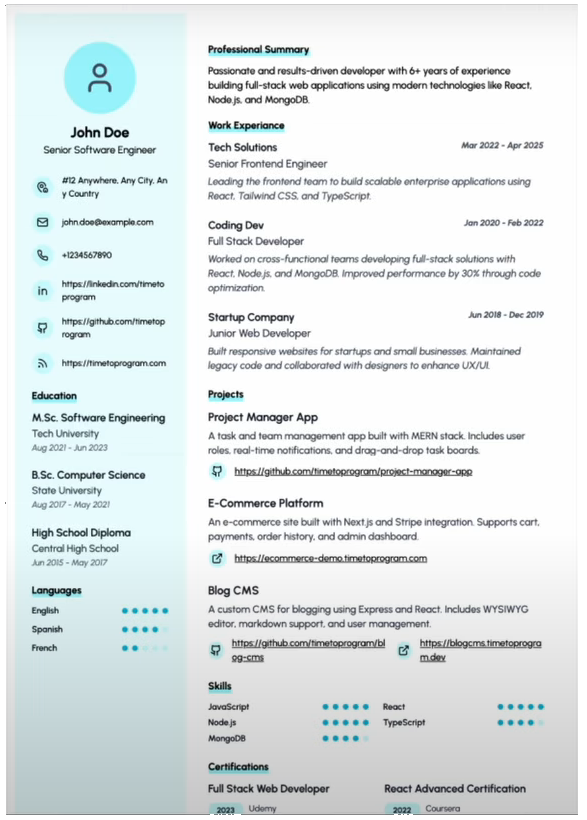 John Doe
Senior Software Engineer
#12 Anywhere, Any City, An
y Country
john.doe@example.com
+1234567890
in
https://linkedin.com/timeto
program
https://github.com/timetop
rogram
https://timetoprogram.com
Education
M.Sc. Software Engineering
Tech University
Aug 2021 - Jun 2023
B.Sc. Computer Science
State University
Aug 2017 - May 2021
High School Diploma
Central High School
Jun 2015 - May 2017
Languages
English
Spanish
French
Professional Summary
Passionate and results-driven developer with 6+ years of experience
building full-stack web applications using modern technologies like React,
Node.js, and MongoDB.
Work Experiance
Tech Solutions
Mar 2022 - Apr 2025
Senior Frontend Engineer
Leading the frontend team to build scalable enterprise applications using
React, Tailwind CSS, and TypeScript.
Coding Dev
Jan 2020 - Feb 2022
Full Stack Developer
Worked on cross-functional teams developing full-stack solutions with
React, Node.js, and MongoDB. Improved performance by 30% through code
optimization.
Startup Company
Jun 2018 - Dec 2019
Junior Web Developer
Built responsive websites for startups and small businesses. Maintained
legacy code and collaborated with designers to enhance UX/UI.
Projects
Project Manager App
A task and team management app built with MERN stack. Includes user
roles, real-time notifications, and drag-and-drop task boards.
https://github.com/timetoprogram/project-manager-app
E-Commerce Platform
An e-commerce site built with Next.js and Stripe integration. Supports cart,
payments, order history, and admin dashboard.
https://ecommerce-demo.timetoprogram.com
Blog CMS
A custom CMS for blogging using Express and React. Includes WYSIWYG
editor, markdown support, and user management.
https://github.com/timetoprogram/bl
og-cms
https://blogcms.timetoprogra
m.dev
Skills
JavaScript
React
Node.js
TypeScript
MongoDB
Certifications
Full Stack Web Developer
React Advanced Certification
2023 Udemy
2022 Coursera